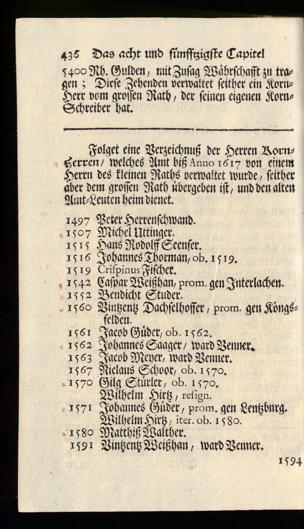 436 Das acht und fünfftzigste Capitel
5400 Rh. Gulden, mit Zusag Währschafft zu tra-
gen; Diese Zehenden verwaltet seither ein Korn-
Herr vom grossen Rath, der seinen eigenen Korn-
Schreiber hat.
Folget eine Verzeichnuß der Herren Korn-
Herren, welches Amt biß Anno 1617 von einem
Herrn des kleinen Raths verwaltet wurde, seither
aber dem grossen Rath übergeben ist, und den alten
Amt-Leuten heim dienet.
1497 Peter Herrenschwand.
1507 Michel Uttinger.
1515 Hans Rodolff Seenser.
1516 Johannes Thorman, ob. 1519.
1519 Crispinus Fischer.
1542 Caspar Weißhan, prom. gen Interlachen.
1552 Bendicht Studer.
1560 Vintzentz Dachselhoffer, prom. gen Köngs-
felden.
1561 Jacob Güder, ob. 1562.
1562 Johannes Saager, ward Venner.
1563 Jacob Meyer, ward Venner.
1567 Niclaus Schoor, ob. 1570.
1570 Gilg Stürler, ob. 1570.
Wilhelm Hirtz, resign.
1571 Johannes Güder, prom. gen Lentzburg.
Wilhelm Hirtz, iter. ob. 1580.
1580 Matthiß Walther.
1591 Vintzentz Weißhan, ward Venner.
1594